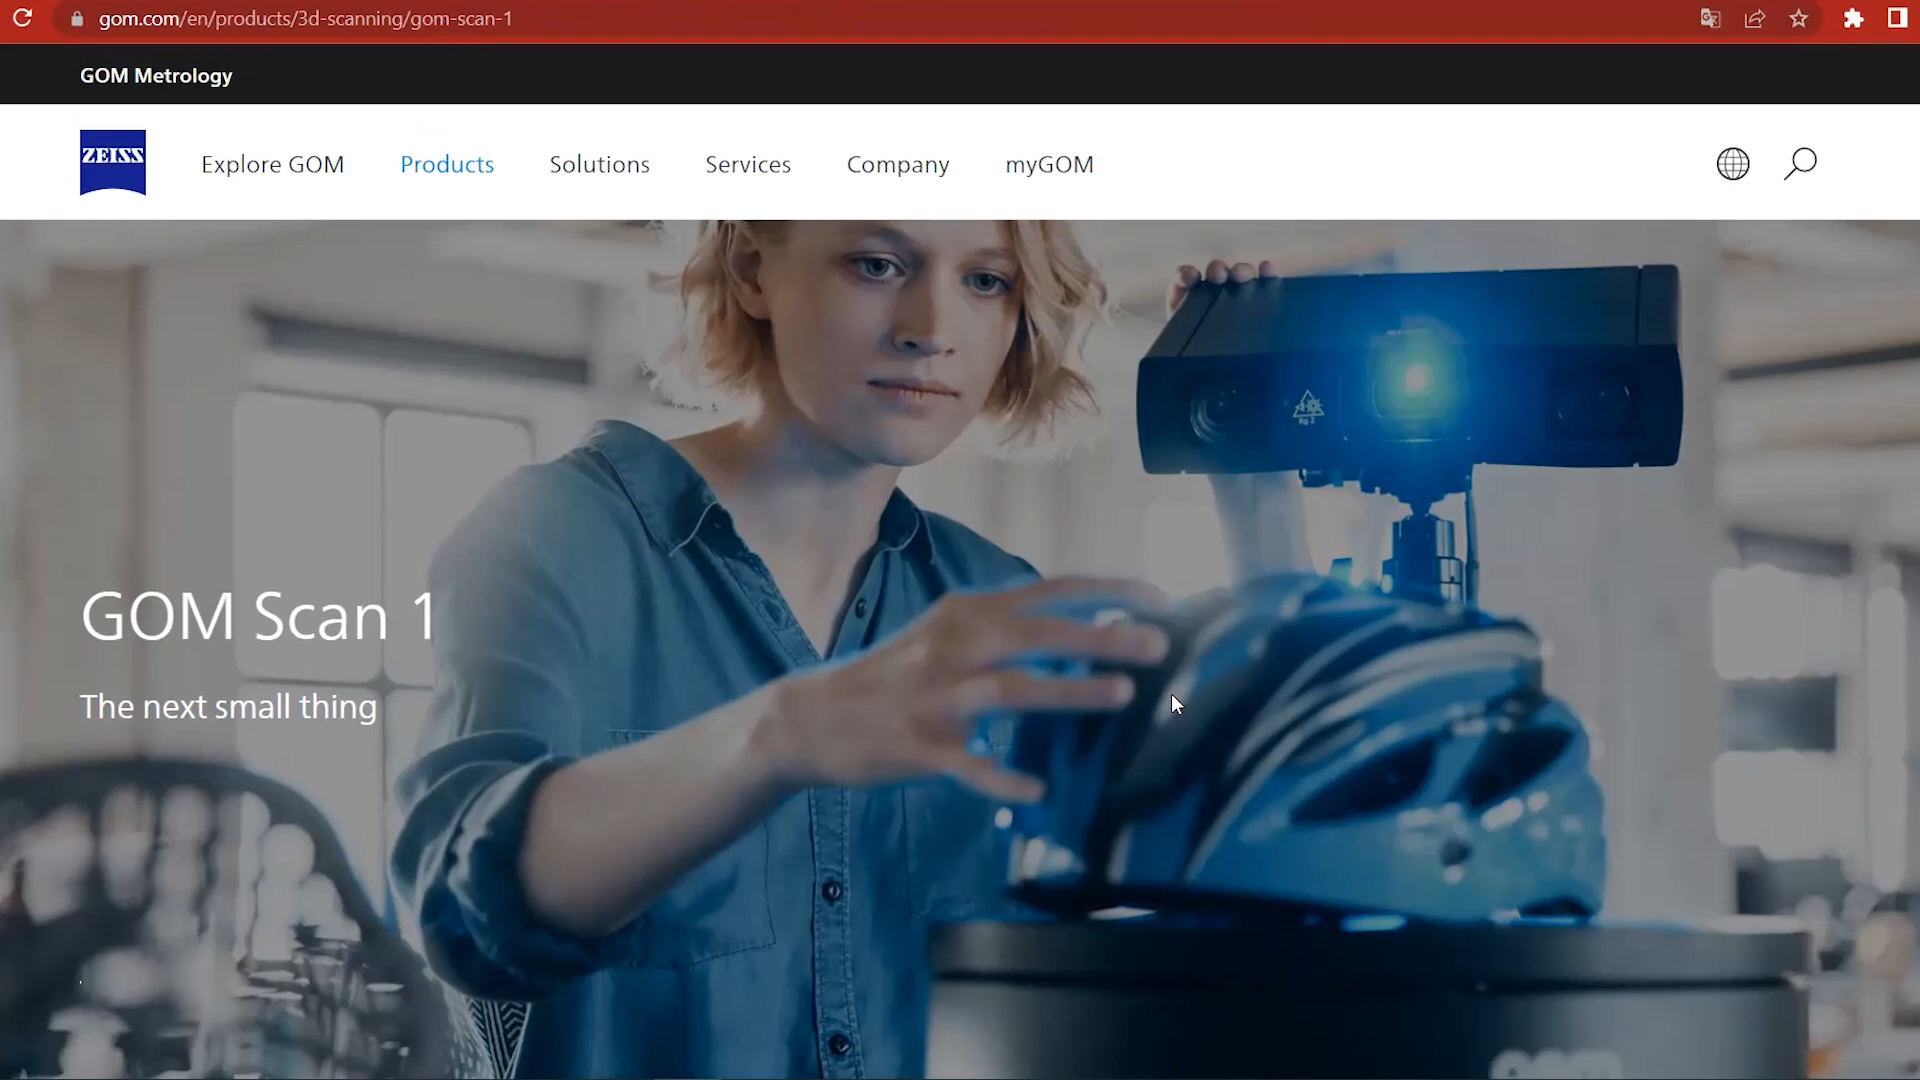 gom.com/en/products/3d-scanning/gom-scan-1
GOM Metrology
ZEISS
Explore GOM
Products
Solutions
Services
Company
myGOM
GOM Scan 1
The next small thing